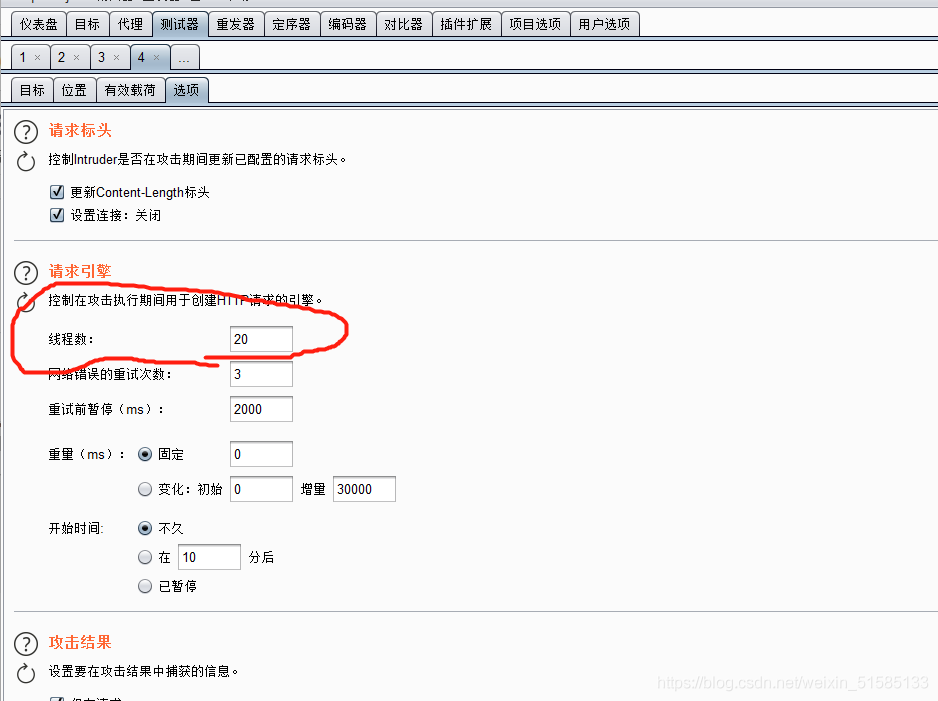 仪表盘 目标 代理 测试器 重发器 定序器 编码器 对比器 插件扩展 项目选项 用户选项
1 × 2 × 3 × 4 × ...
目标 位置 有效载荷 选项
? 请求标头
控制Intruder是否在攻击期间更新已配置的请求标头。
更新Content-Length标头
设置连接：关闭
? 请求引擎
控制在攻击执行期间用于创建HTTP请求的引擎。
线程数： 20
网络错误的重试次数： 3
重试前暂停（ms）： 2000
重量（ms）： 固定 0
变化：初始 0 增量 30000
开始时间: 不久
在 10 分后
已暂停
? 攻击结果
设置要在攻击结果中捕获的信息。
https://blog.csdn.net/weixin_51585133